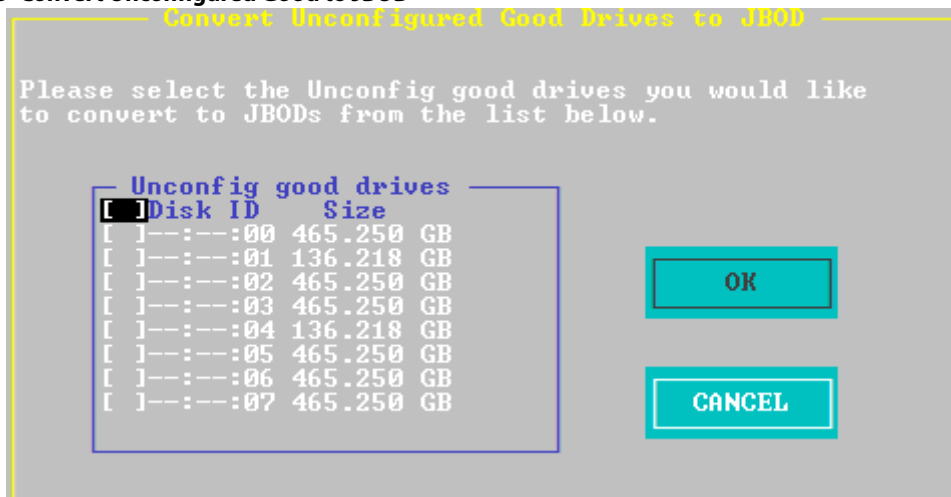 Convert Unconfigured Good Drives to JBOD
Please select the Unconfig good drives you would like
to convert to JBODs from the list below.
Unconfig good drives
[ ]Disk ID Size
[ ]--:--:00 465.250 GB
[ ]--:--:01 136.218 GB
[ ]--:--:02 465.250 GB
[ ]--:--:03 465.250 GB
[ ]--:--:04 136.218 GB
[ ]--:--:05 465.250 GB
[ ]--:--:06 465.250 GB
[ ]--:--:07 465.250 GB
OK
CANCEL